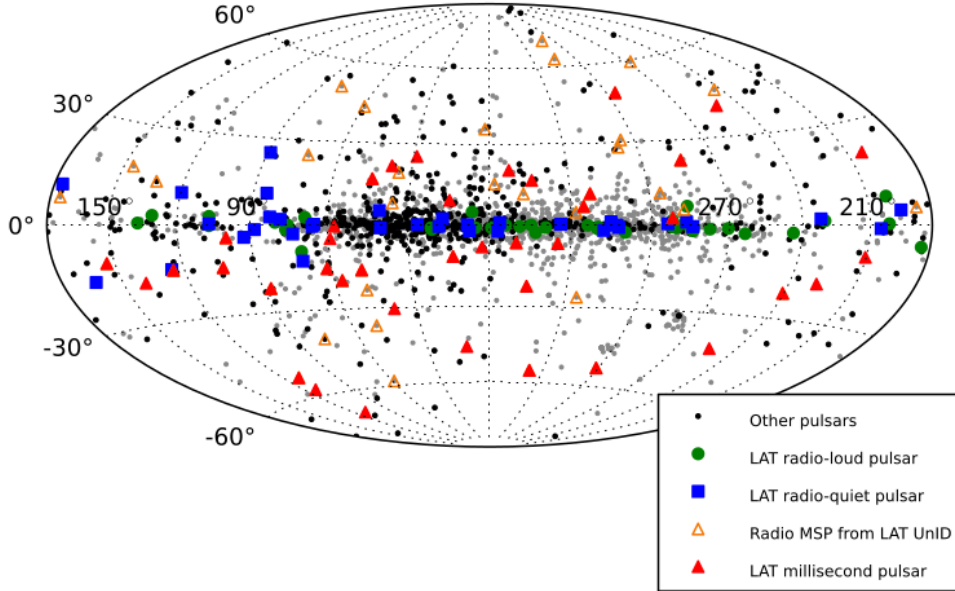 60°
30°
150° 90° 270° 210°
0°
-30°
-60°
Other pulsars
LAT radio-loud pulsar
LAT radio-quiet pulsar
Radio MSP from LAT UnID
LAT millisecond pulsar